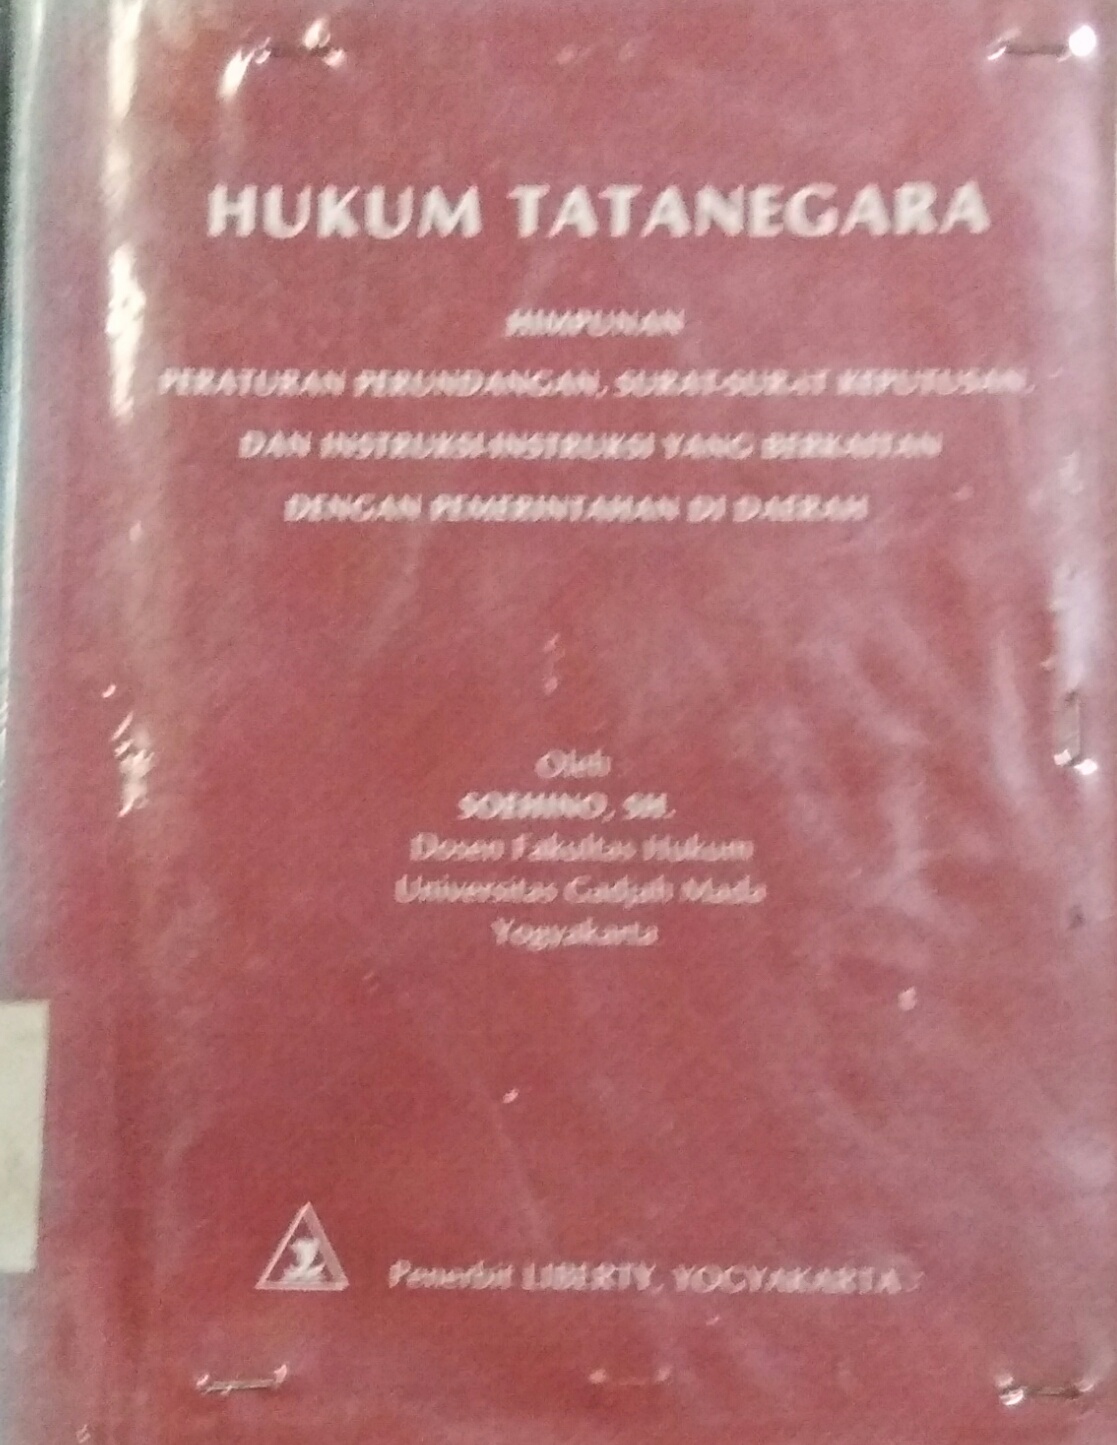 HUKUM TATANEGARA
HIMPUNAN
PERATURAN PERUNDANGAN, SURAT-SURAT KEPUTUSAN,
DAN INSTRUKSI-INSTRUKSI YANG BERKAITAN
DENGAN PEMERINTAHAN DI DAERAH
Oleh
SOEHINO, SH.
Dosen Fakultas Hukum
Universitas Gadjah Mada
Yogyakarta
Penerbit LIBERTY, YOGYAKARTA